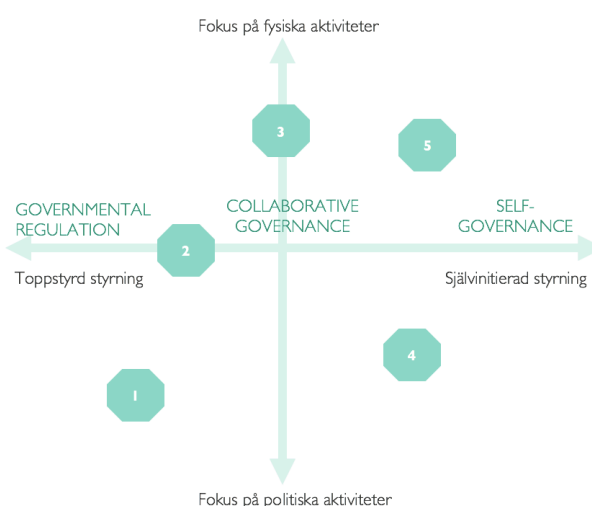 Fokus på fysiska aktiviteter
3
5
GOVERNMENTAL
REGULATION
COLLABORATIVE
GOVERNANCE
SELF-
GOVERNANCE
2
Toppstyrd styrning
Självinitierad styrning
4
1
Fokus på politiska aktiviteter